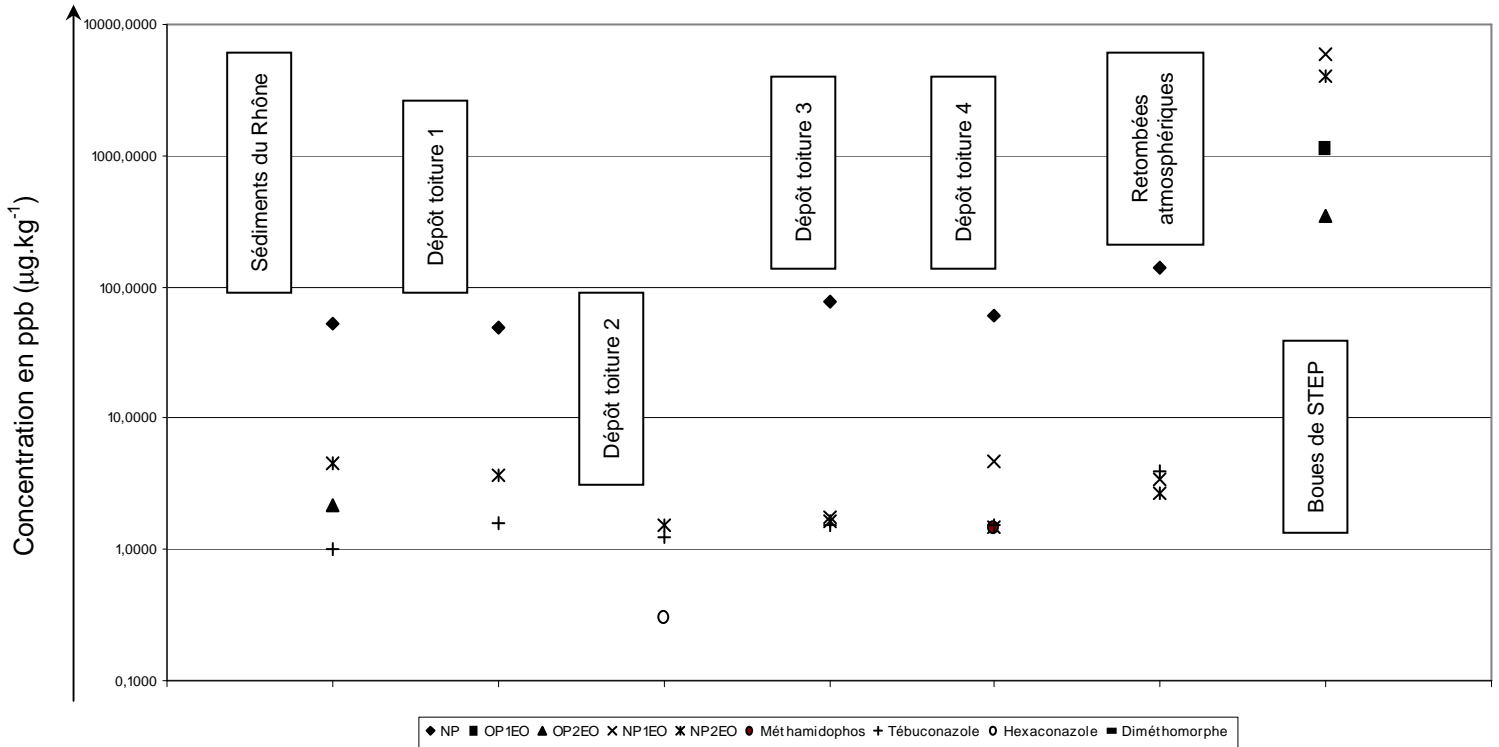 Concentration en ppb (µg.kg-1)
10000,0000
1000,0000
100,0000
10,0000
1,0000
0,1000
Sédiments du Rhône
Dépôt toiture 1
Dépôt toiture 2
Dépôt toiture 3
Dépôt toiture 4
Retombées
atmosphériques
Boues de STEP
NP OP1EO OP2EO NP1EO NP2EO Méthamidophos Tébuconazole Hexaconazole Diméthomorphe